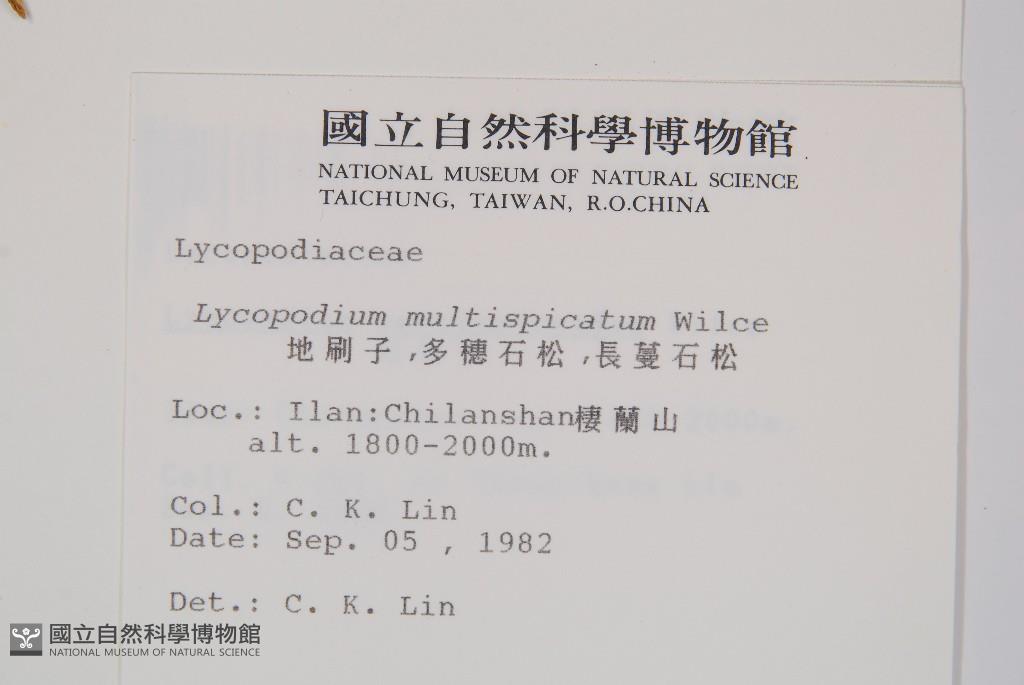 國立自然科學博物館
NATIONAL MUSEUM OF NATURAL SCIENCE
TAICHUNG, TAIWAN, R.O.CHINA
Lycopodiaceae
Lycopodium multispicatum Wilce
地刷子,多穗石松,長蔓石松
Loc.: Ilan:Chilanshan棲蘭山
alt. 1800-2000m.
Col.: C. K. Lin
Date: Sep. 05 , 1982
Det.: C. K. Lin
國立自然科學博物館
NATIONAL MUSEUM OF NATURAL SCIENCE